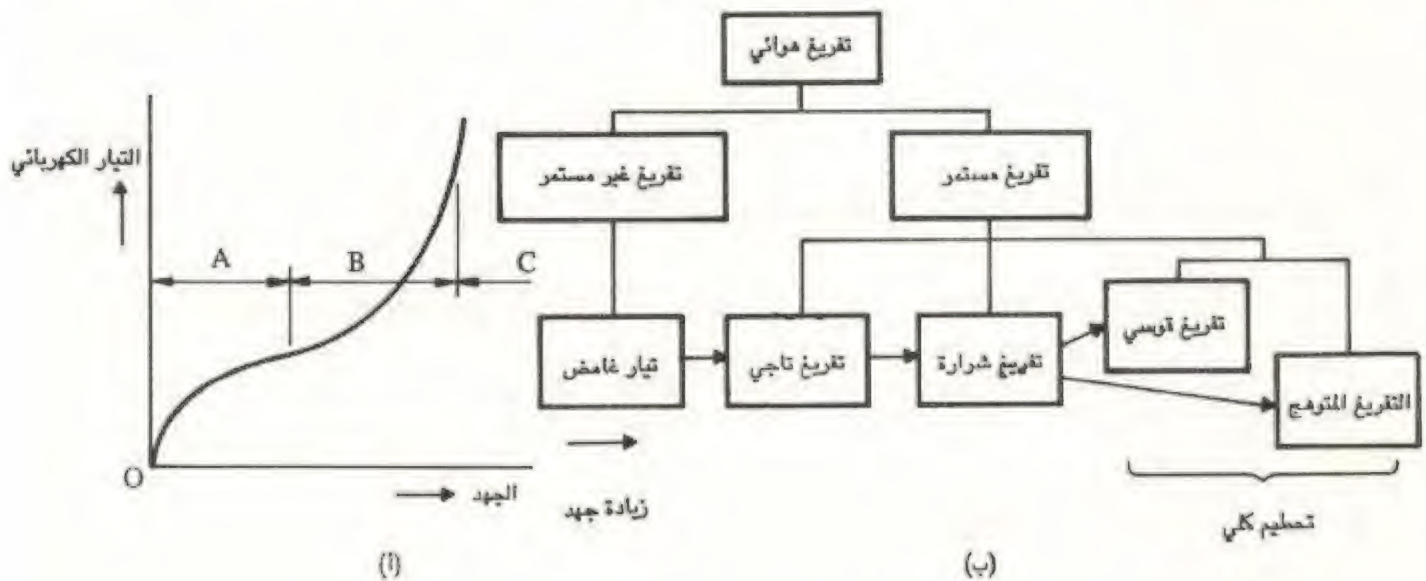 تفريغ هوائي
تفريغ غير مستمر
تفريغ مستمر
التيار الكهربائي
A
B
C
تيار غامض
تفريغ تاجي
تفريغ شرارة
تفريغ قوسي
التفريغ المتوهج
O
الجهد
زيادة جهد
تحطيم كلي
(أ)
(ب)